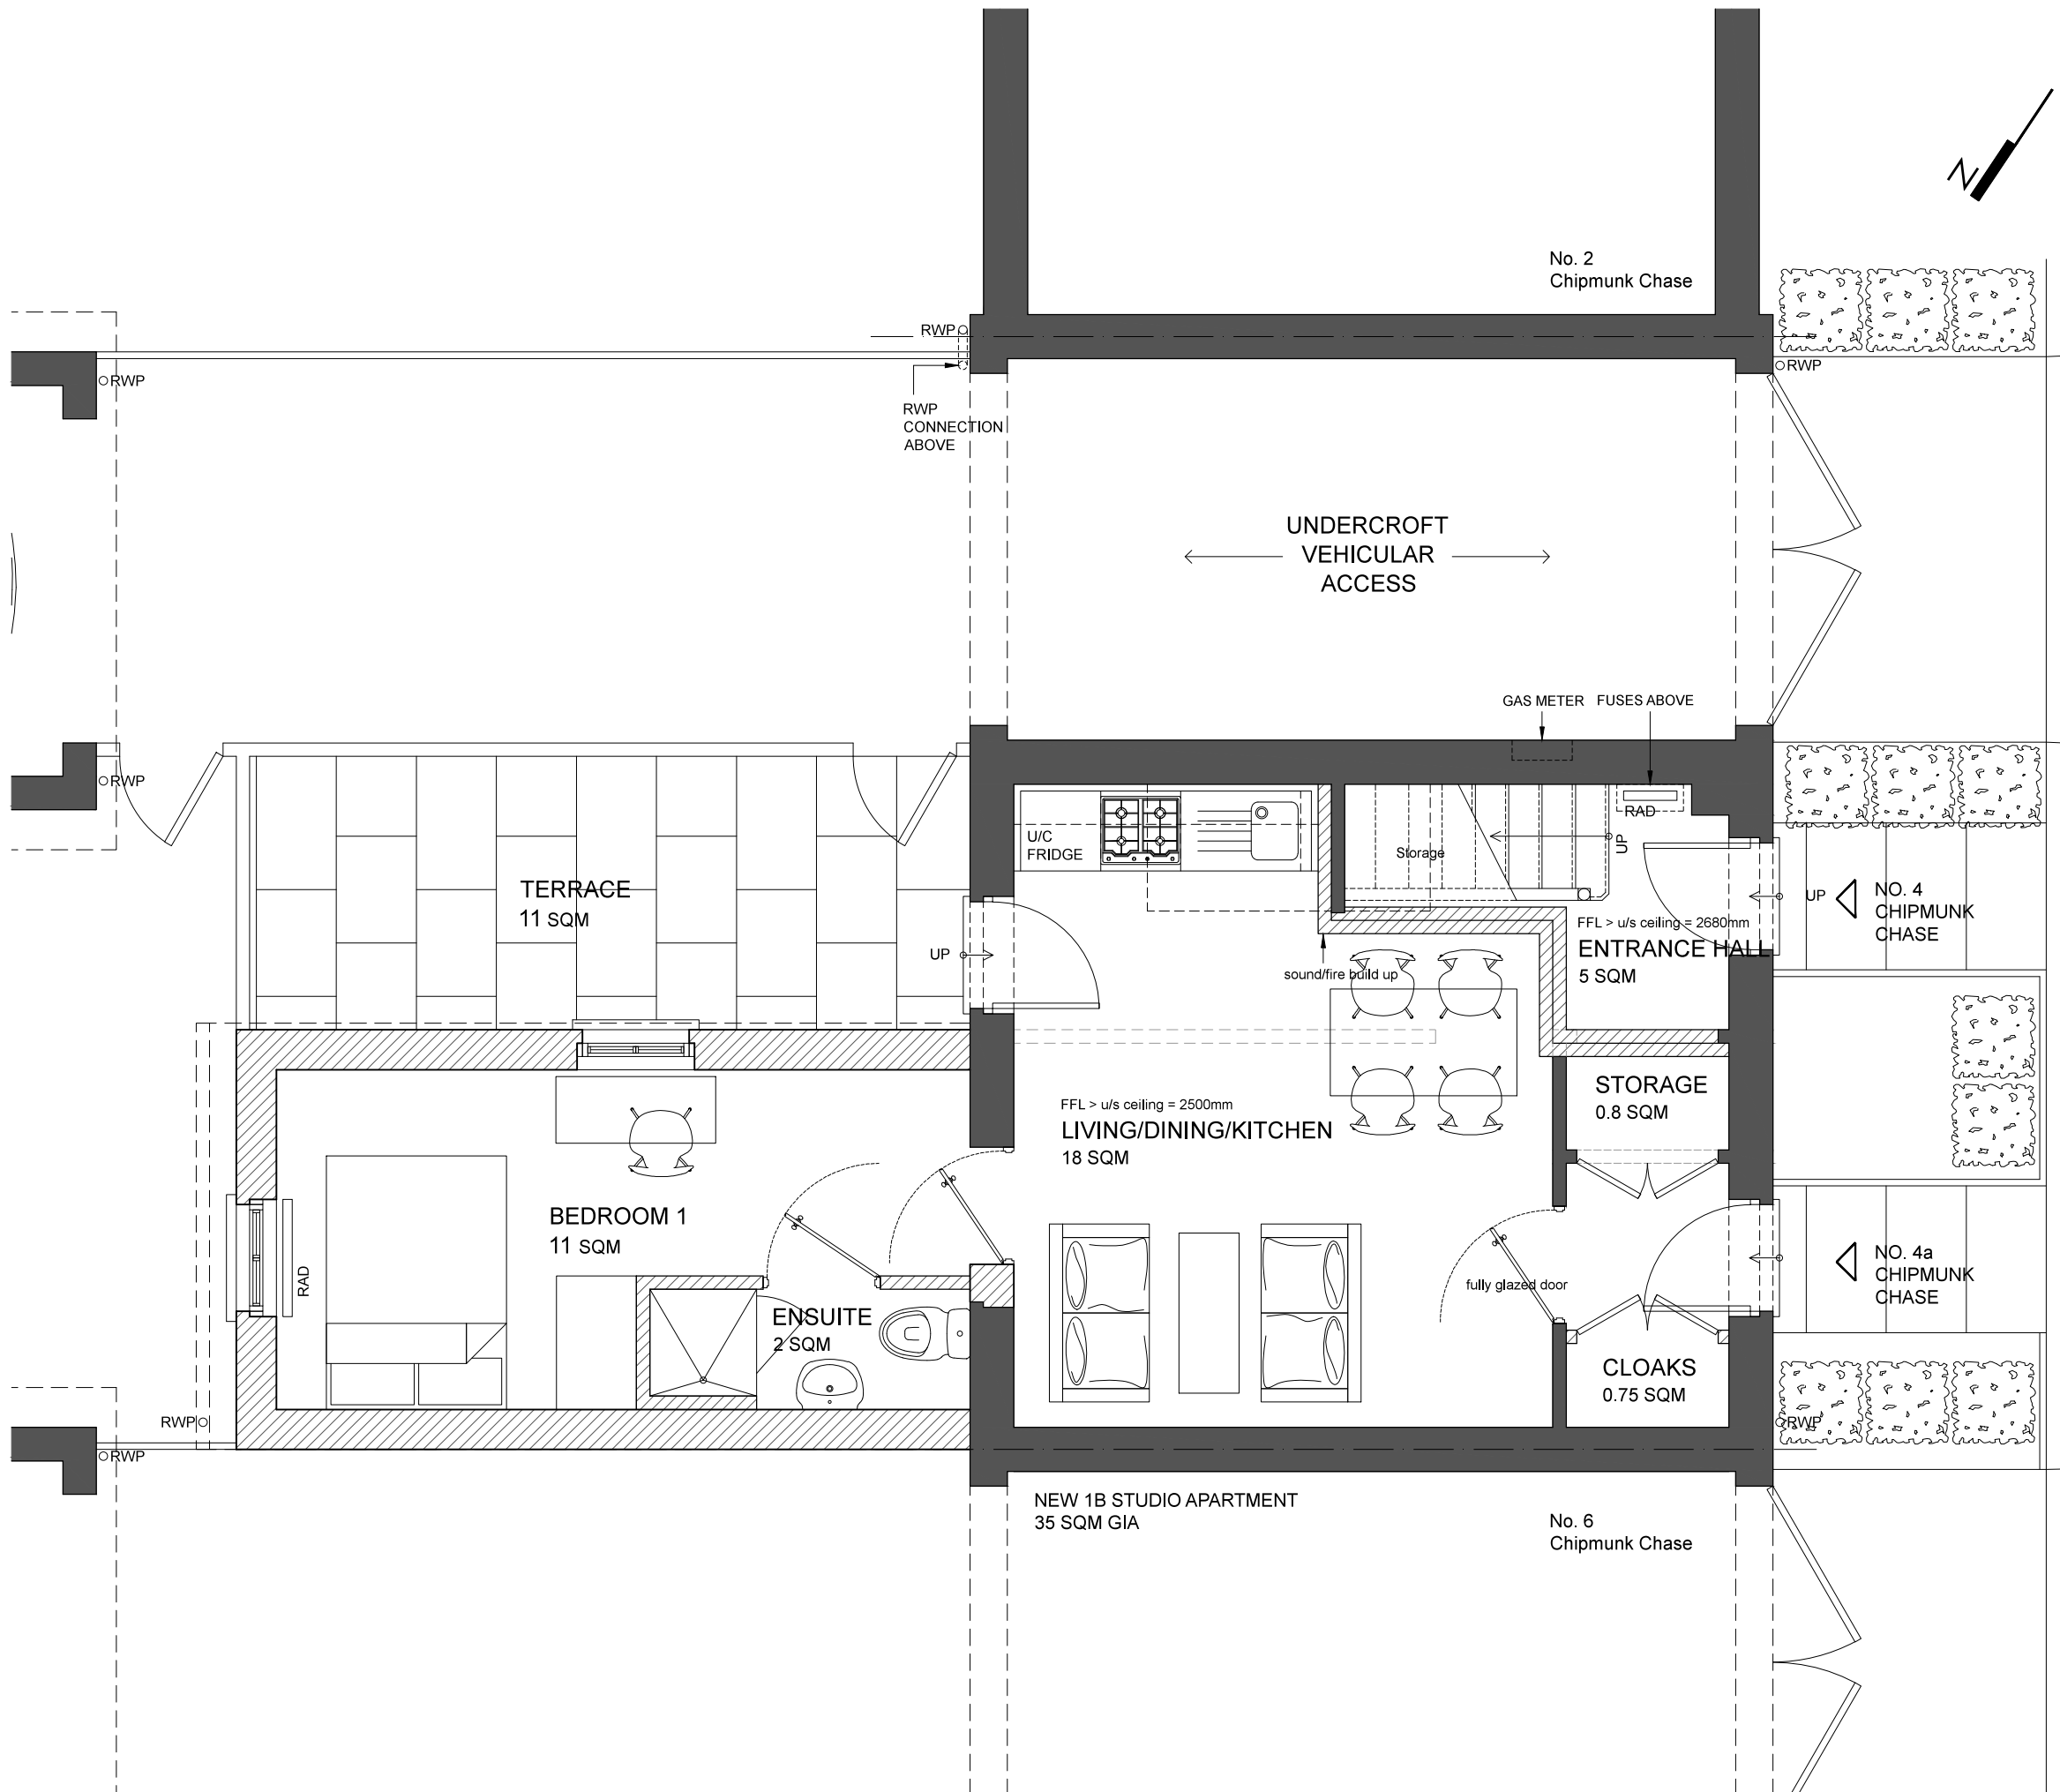 N
No. 2
Chipmunk Chase
RWP
RWP
RWP
RWP
CONNECTION
ABOVE
UNDERCROFT
VEHICULAR
ACCESS
GAS METER
FUSES ABOVE
RWP
RAD
U/C
FRIDGE
Storage
UP
TERRACE
11 SQM
UP
NO. 4
CHIPMUNK
CHASE
FFL > u/s ceiling = 2680mm
ENTRANCE HALL
5 SQM
UP
sound/fire build up
STORAGE
0.8 SQM
FFL > u/s ceiling = 2500mm
LIVING/DINING/KITCHEN
18 SQM
BEDROOM 1
11 SQM
RAD
fully glazed door
NO. 4a
CHIPMUNK
CHASE
ENSUITE
2 SQM
CLOAKS
0.75 SQM
RWP
RWP
RWP
NEW 1B STUDIO APARTMENT
35 SQM GIA
No. 6
Chipmunk Chase